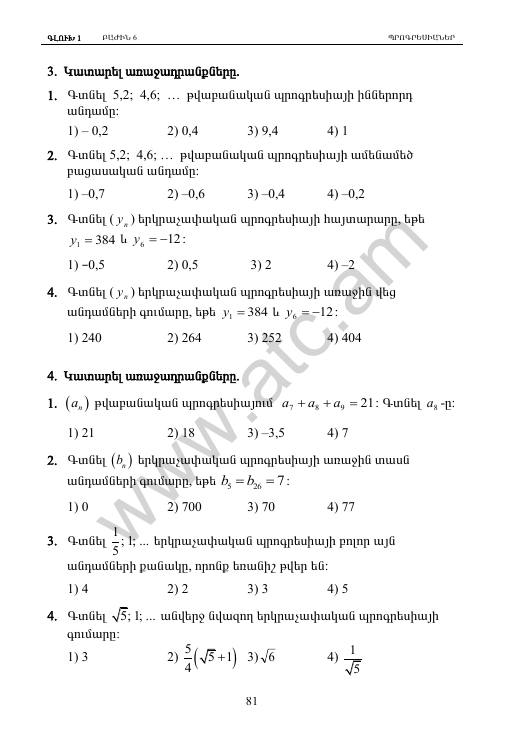 ԳԼՈՒԽ 1 ԲԱԺԻՆ 6 ՊՐՈԳՐԵՍԻԱՆԵՐ
3. Կատարել առաջադրանքները.
1. Գտնել 5,2; 4,6; … թվաբանական պրոգրեսիայի իններորդ
անդամը:
1) – 0,2 2) 0,4 3) 9,4 4) 1
2. Գտնել 5,2; 4,6; … թվաբանական պրոգրեսիայի ամենամեծ
բացասական անդամը:
1) –0,7 2) –0,6 3) –0,4 4) –0,2
3. Գտնել ( yₙ ) երկրաչափական պրոգրեսիայի հայտարարը, եթե
y₁ = 384 և y₆ = −12 :
1) –0,5 2) 0,5 3) 2 4) –2
4. Գտնել ( yₙ ) երկրաչափական պրոգրեսիայի առաջին վեց
անդամների գումարը, եթե y₁ = 384 և y₆ = −12 :
1) 240 2) 264 3) 252 4) 404
4. Կատարել առաջադրանքները.
1. (aₙ) թվաբանական պրոգրեսիայում a₇ + a₈ + a₉ = 21 : Գտնել a₈ -ը:
1) 21 2) 18 3) –3,5 4) 7
2. Գտնել (bₙ) երկրաչափական պրոգրեսիայի առաջին տասն
անդամների գումարը, եթե b₅ = b₂₆ = 7 :
1) 0 2) 700 3) 70 4) 77
3. Գտնել 1/5; 1; ... երկրաչափական պրոգրեսիայի բոլոր այն
անդամների քանակը, որոնք եռանիշ թվեր են:
1) 4 2) 2 3) 3 4) 5
4. Գտնել √5; 1; ... անվերջ նվազող երկրաչափական պրոգրեսիայի
գումարը:
1) 3 2) 5/4(√5 + 1) 3) √6 4) 1/√5
81
www.atc.am